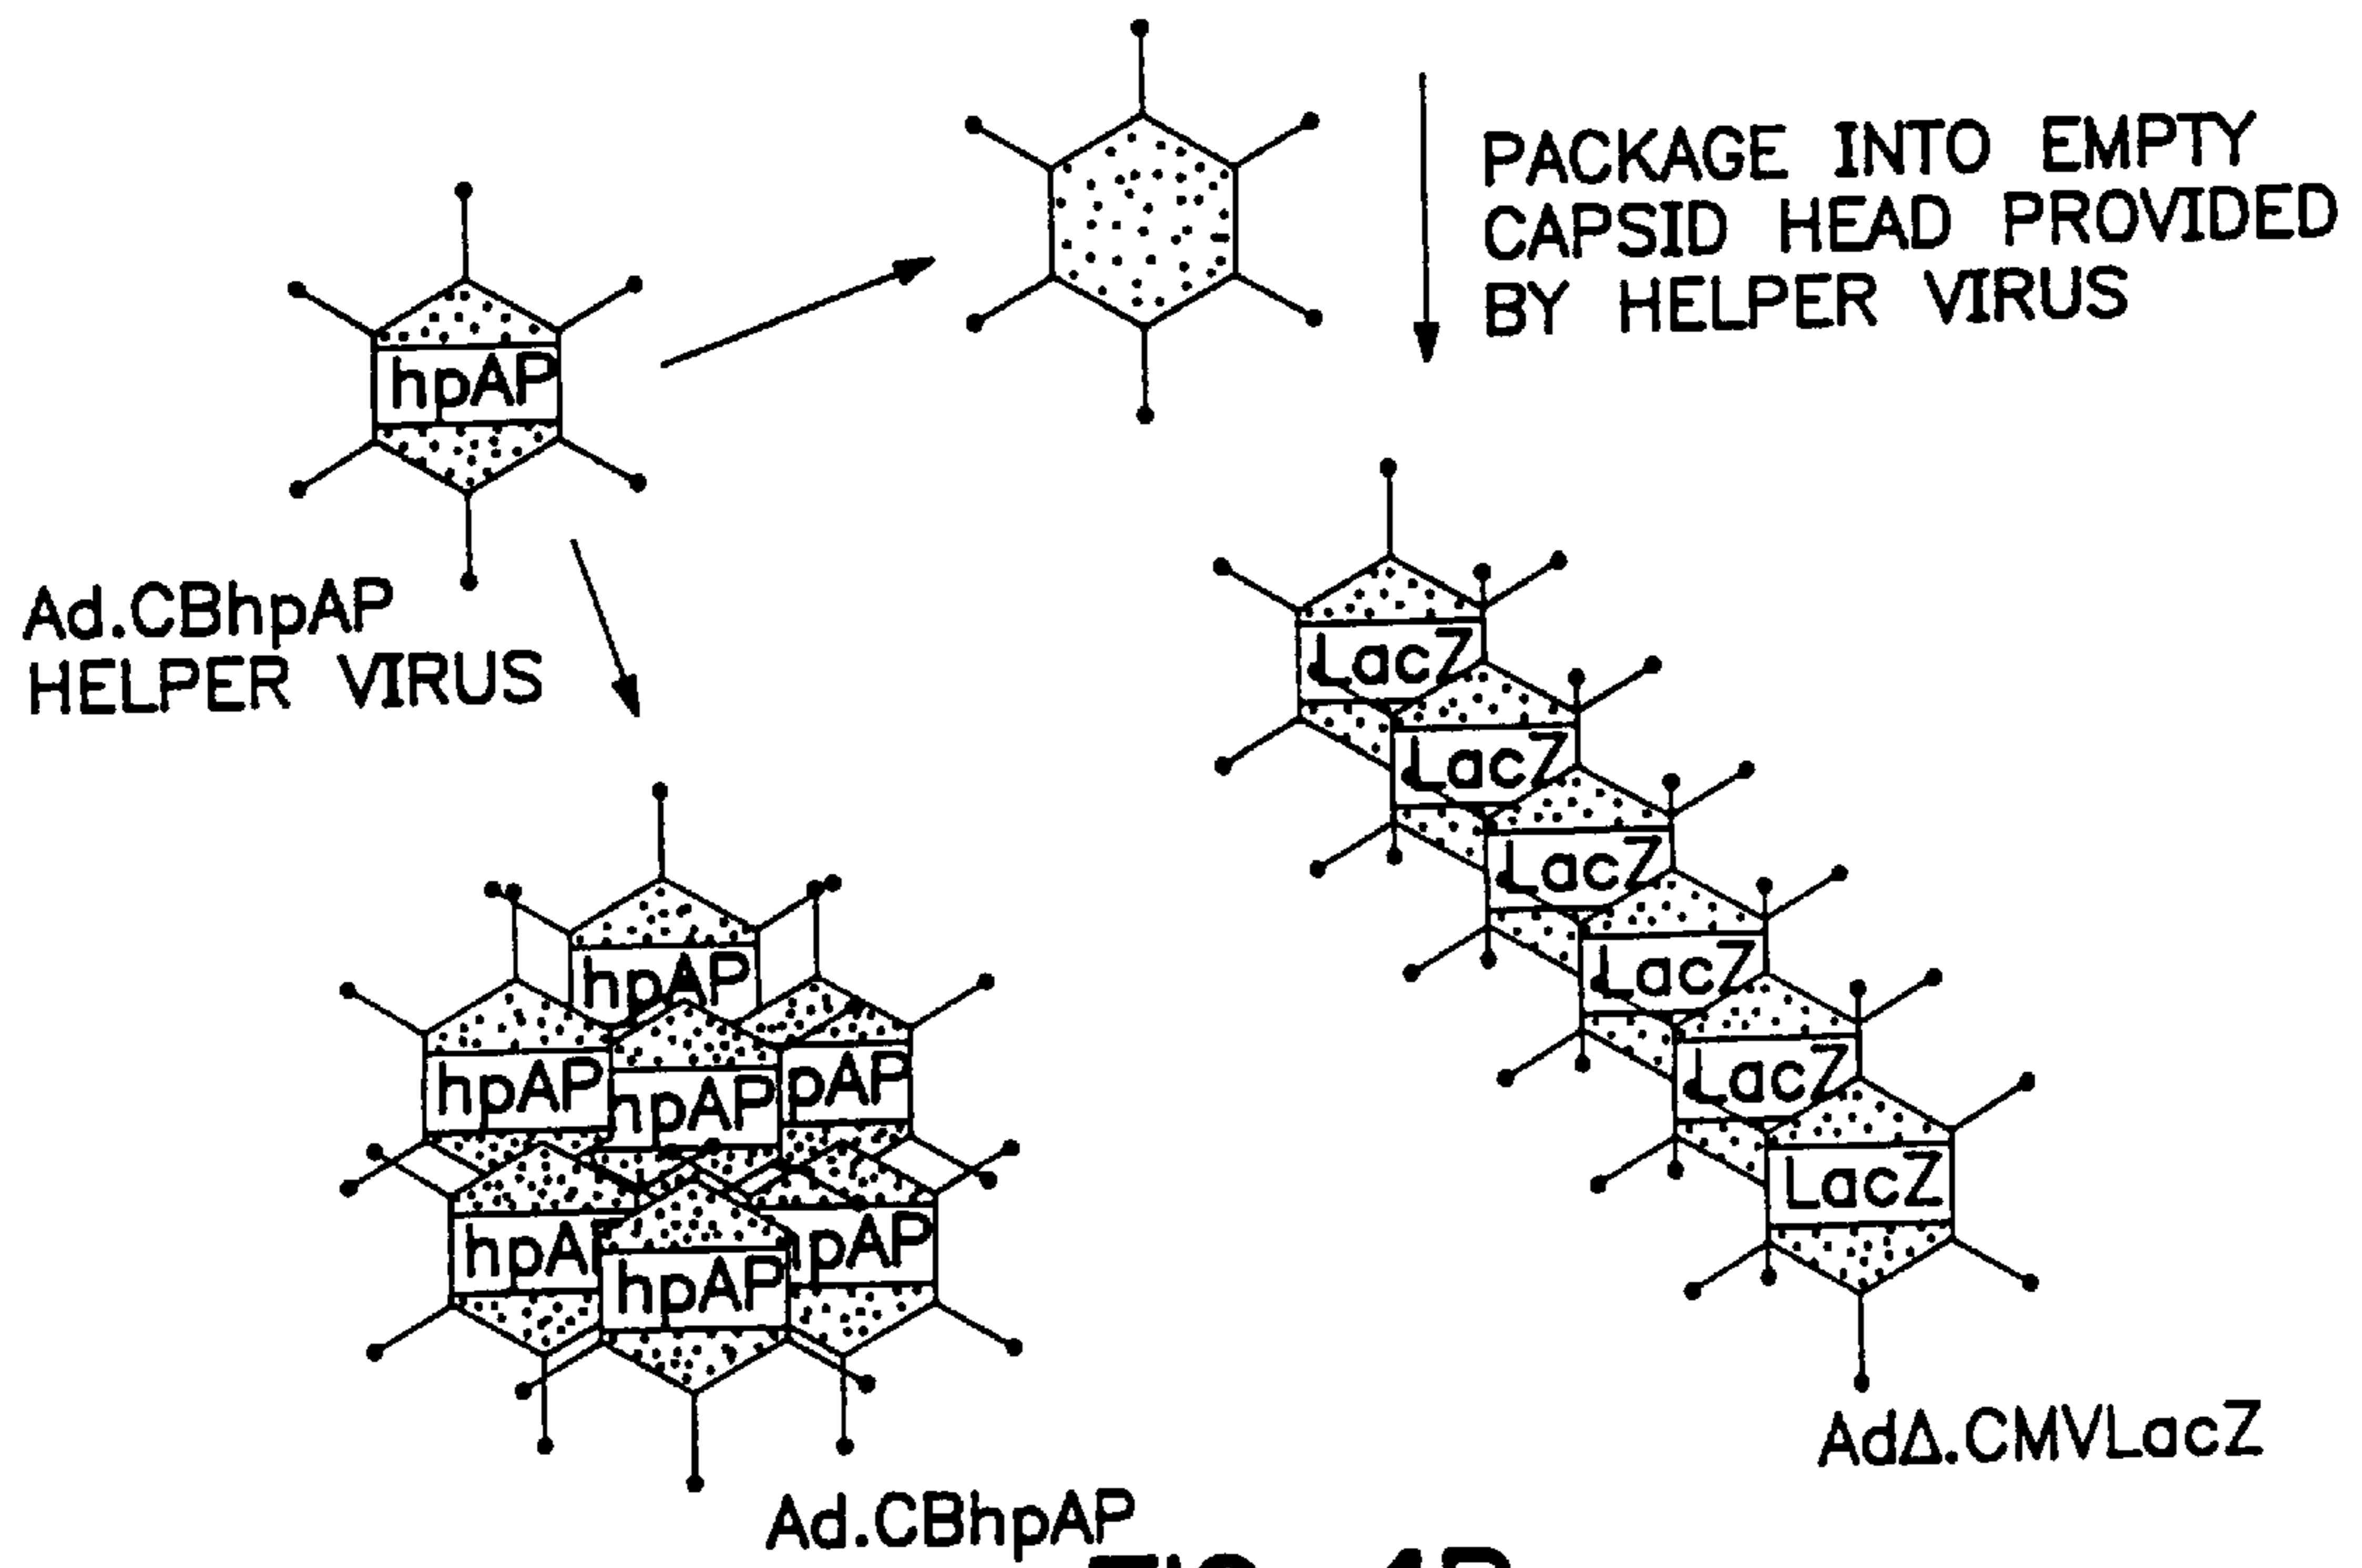 PACKAGE INTO EMPTY
CAPSID HEAD PROVIDED
BY HELPER VIRUS
hpAP
Ad.CBhpAP
HELPER VIRUS
LacZ
LacZ
LacZ
LacZ
LacZ
LacZ
AdΔ.CMVLacZ
hpAP
hpAP
hpAP
pAP
hpAP
pAP
hpAP
Ad.CBhpAP